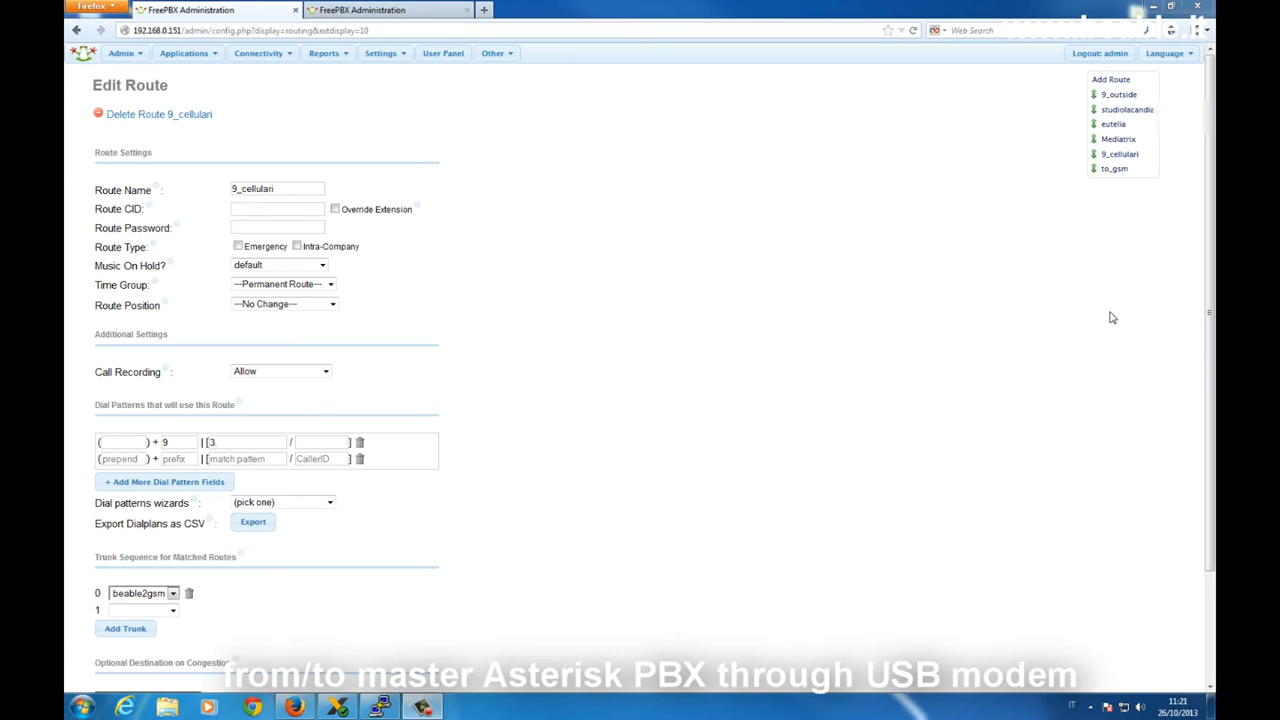 Firefox
FreePBX Administration
FreePBX Administration
192.168.0.151/admin/config.php?display=routing&extdisplay=10
Web Search
Admin Applications Connectivity Reports Settings User Panel Other Logout: admin Language
Edit Route
Delete Route 9_cellulari
Add Route
9_outside
studiolacandia
eutelia
Mediatrix
9_cellulari
to_gsm
Route Settings
Route Name : 9_cellulari
Route CID: Override Extension
Route Password:
Route Type: Emergency Intra-Company
Music On Hold? default
Time Group: ---Permanent Route---
Route Position ---No Change---
Additional Settings
Call Recording : Allow
Dial Patterns that will use this Route
( ) + 9 | [3. / ]
(prepend ) + prefix | [match pattern / CallerID ]
+ Add More Dial Pattern Fields
Dial patterns wizards : (pick one)
Export Dialplans as CSV : Export
Trunk Sequence for Matched Routes
0 beable2gsm
1
Add Trunk
Optional Destination on Congestion
from/to master Asterisk PBX through USB modem
IT
11:21
26/10/2013